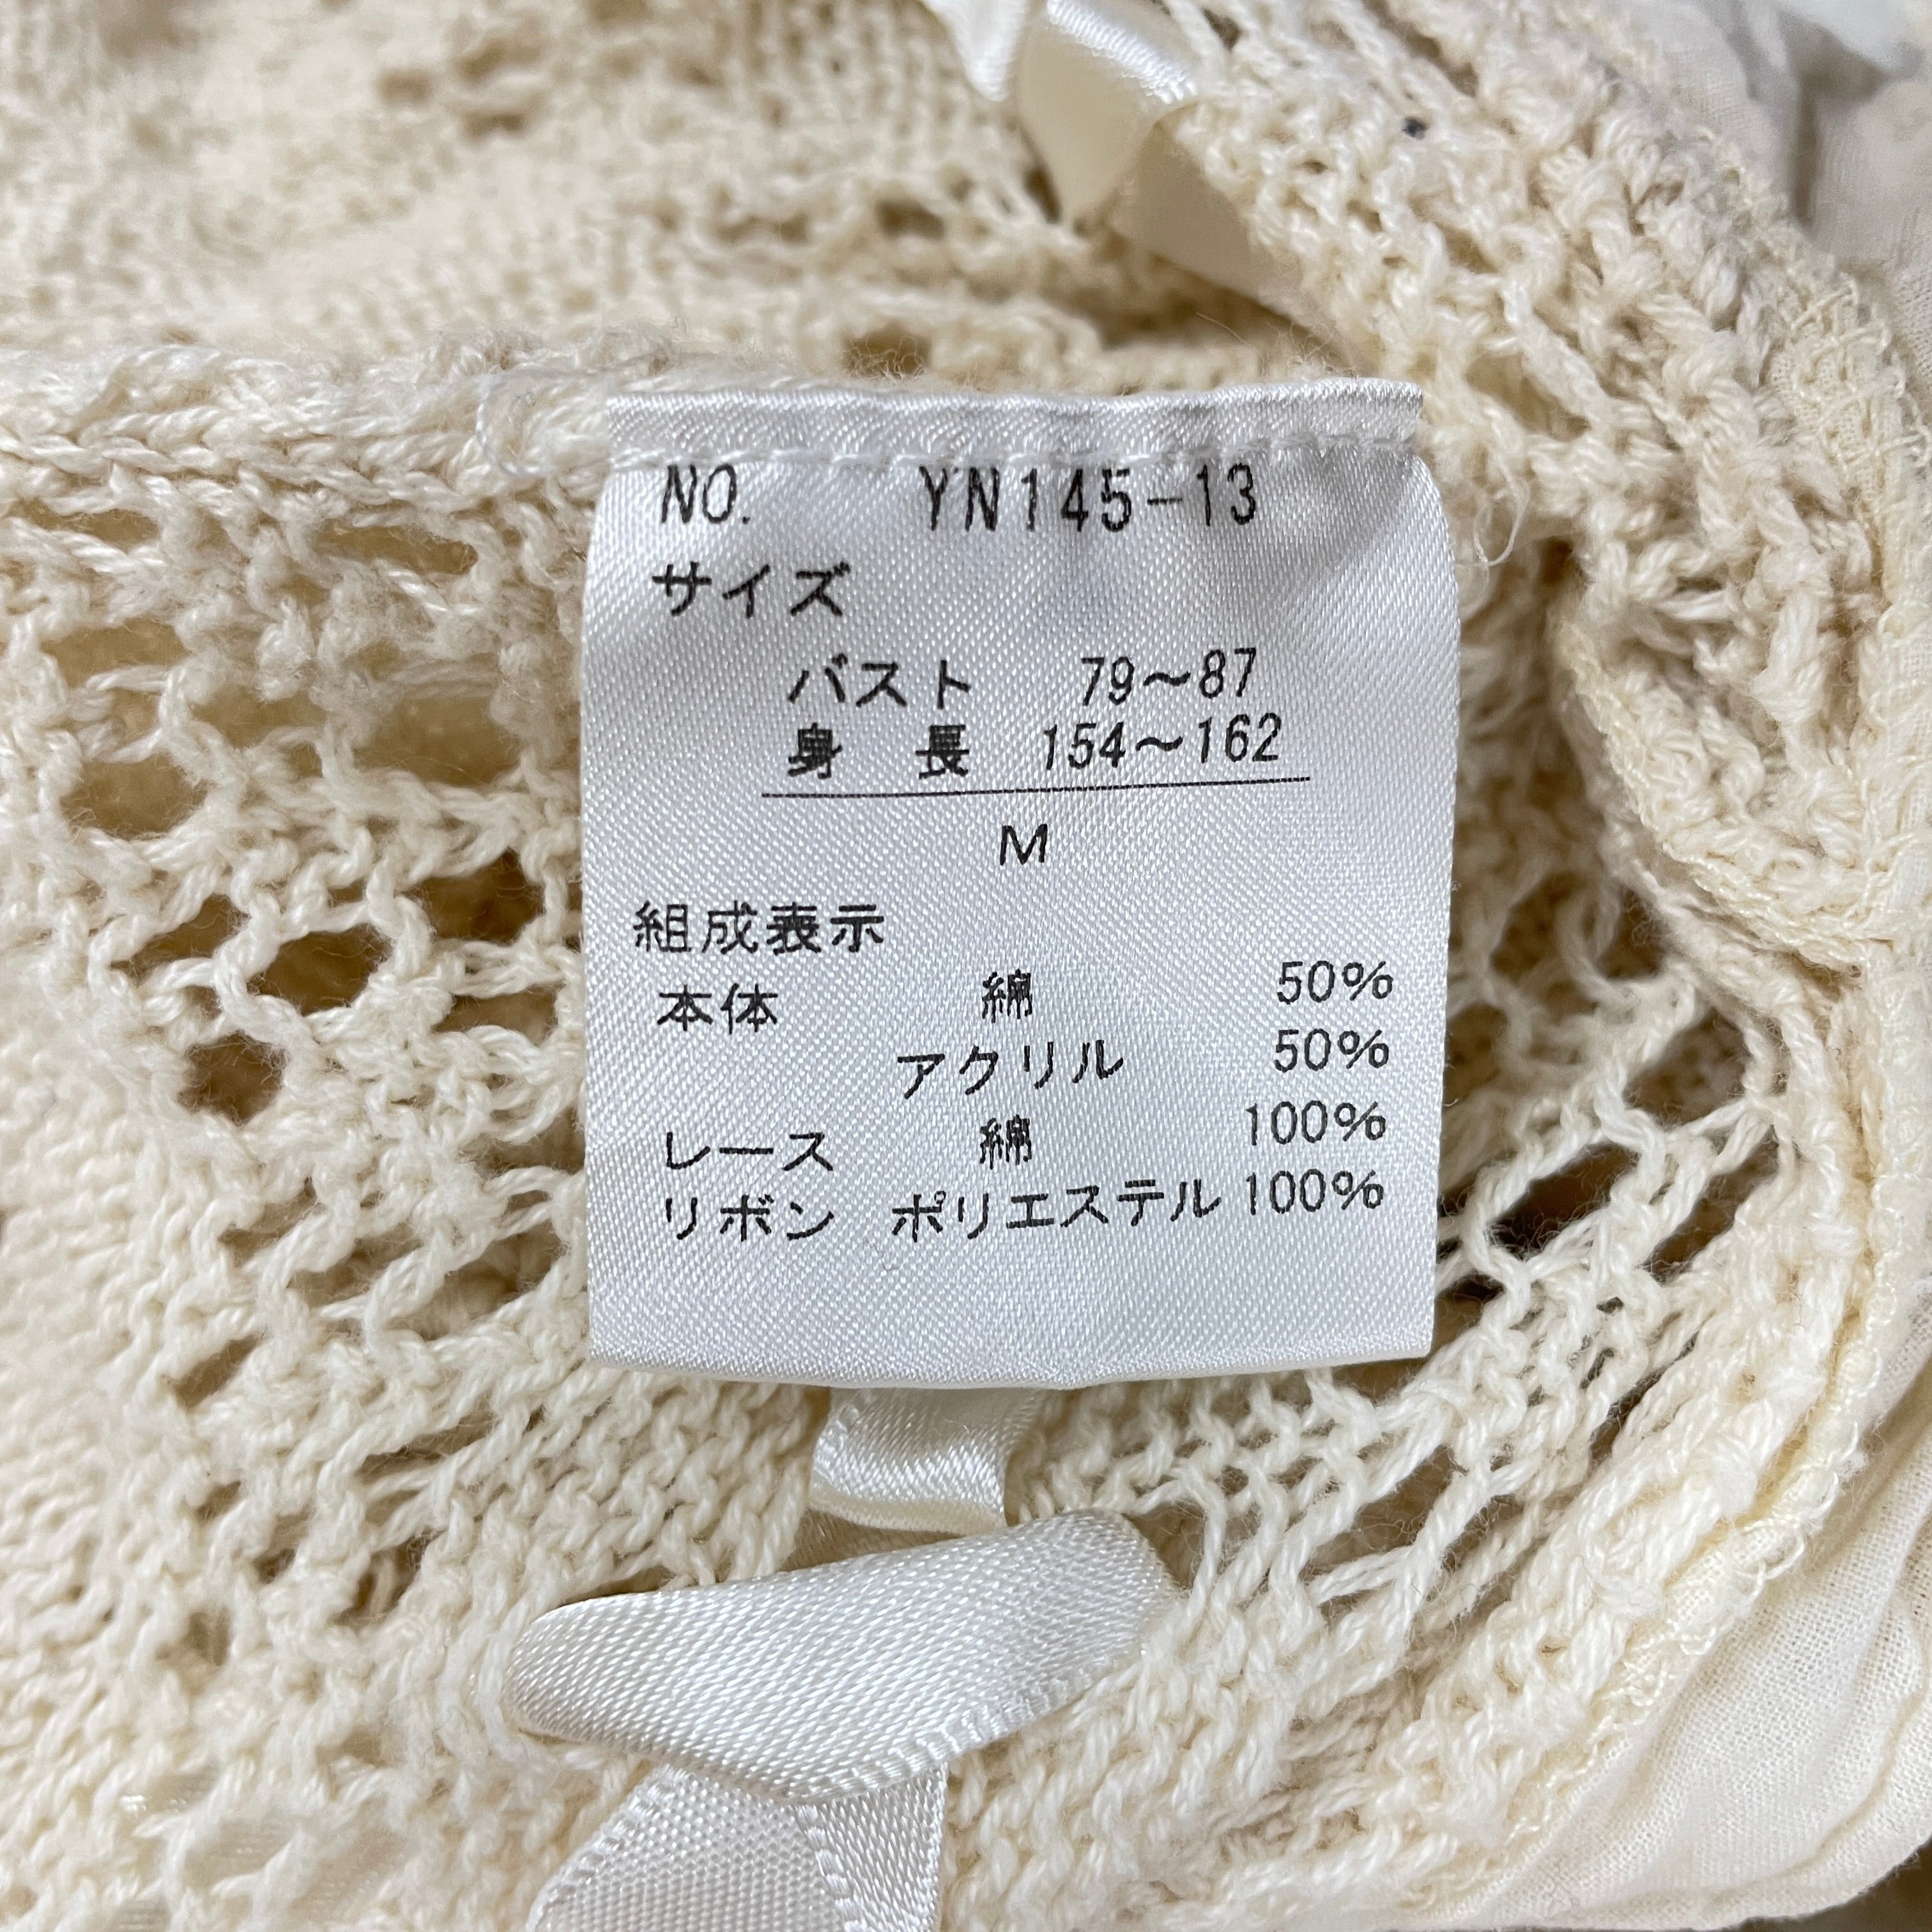 NO. YN145-13
サイズ
バスト 79～87
身 長 154～162
M
組成表示
本体 綿 50%
アクリル 50%
レース 綿 100%
リボン ポリエステル 100%